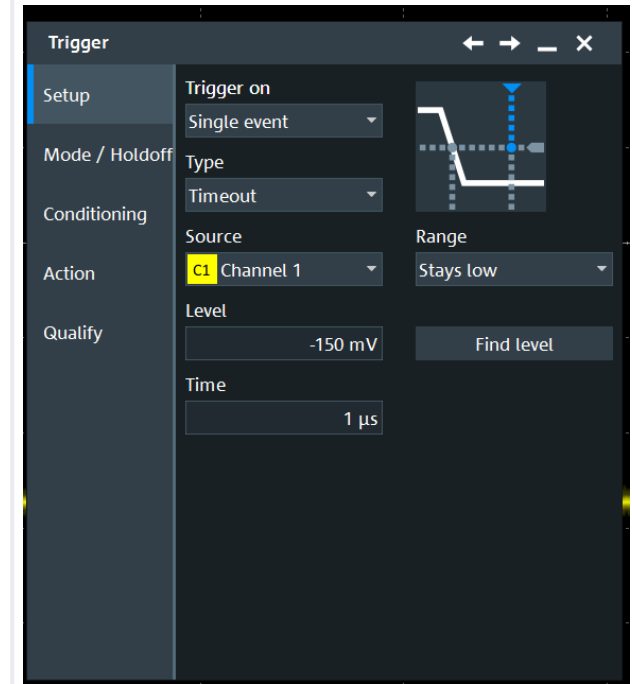 Trigger
Setup
Mode / Holdoff
Conditioning
Action
Qualify
Trigger on
Single event
Type
Timeout
Source
C1 Channel 1
Range
Stays low
Level
-150 mV
Find level
Time
1 µs